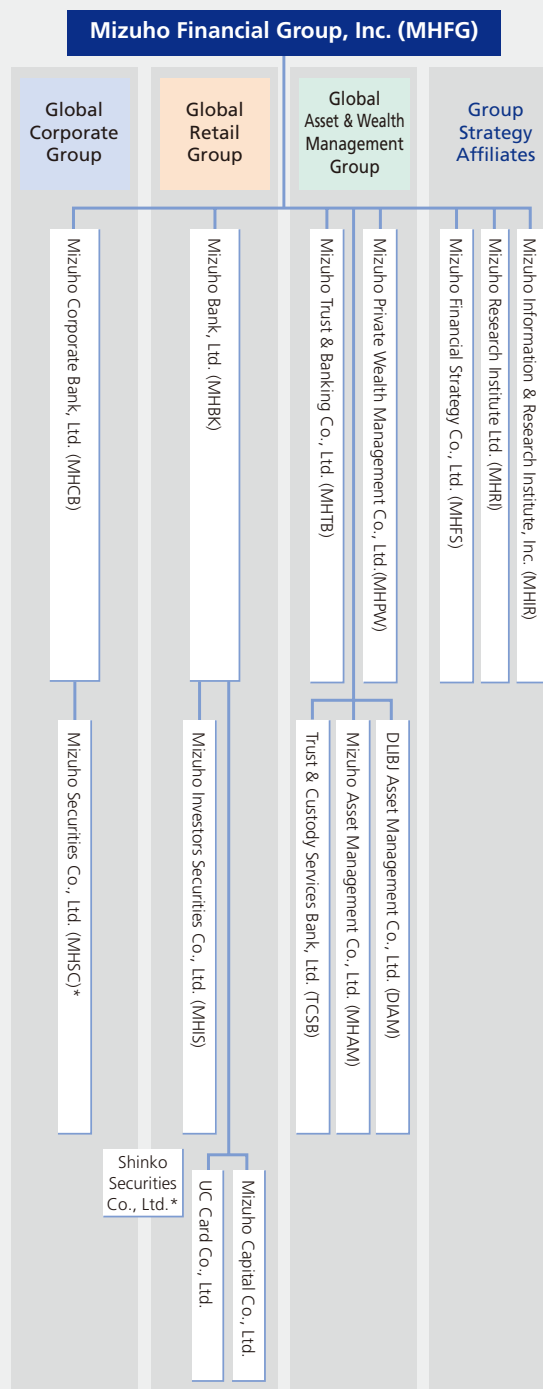 Mizuho Financial Group, Inc. (MHFG)
Global
Corporate
Group
Global
Retail
Group
Global
Asset & Wealth
Management
Group
Group
Strategy
Affiliates
Mizuho Corporate Bank, Ltd. (MHCB)
Mizuho Bank, Ltd. (MHBK)
Mizuho Trust & Banking Co., Ltd. (MHTB)
Mizuho Private Wealth Management Co., Ltd.(MHPW)
Mizuho Financial Strategy Co., Ltd. (MHFS)
Mizuho Research Institute Ltd. (MHRI)
Mizuho Information & Research Institute, Inc. (MHIR)
Mizuho Securities Co., Ltd. (MHSC)*
Mizuho Investors Securities Co., Ltd. (MHIS)
Trust & Custody Services Bank, Ltd. (TCSB)
Mizuho Asset Management Co., Ltd. (MHAM)
DLIBJ Asset Management Co., Ltd. (DIAM)
Shinko
Securities
Co., Ltd.*
UC Card Co., Ltd.
Mizuho Capital Co., Ltd.